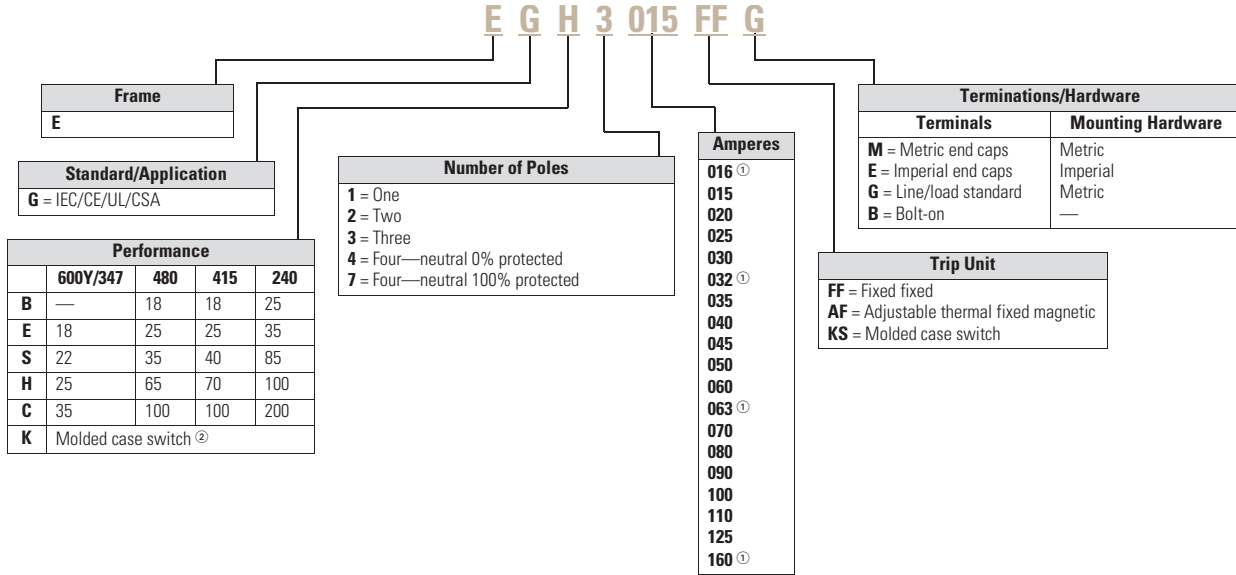 E G H 3 015 FF G
Frame
E
Standard/Application
G = IEC/CE/UL/CSA
Performance
600Y/347 480 415 240
B — 18 18 25
E 18 25 25 35
S 22 35 40 85
H 25 65 70 100
C 35 100 100 200
K Molded case switch ②
Number of Poles
1 = One
2 = Two
3 = Three
4 = Four—neutral 0% protected
7 = Four—neutral 100% protected
Amperes
016 ①
015
020
025
030
032 ①
035
040
045
050
060
063 ①
070
080
090
100
110
125
160 ①
Terminations/Hardware
Terminals Mounting Hardware
M = Metric end caps Metric
E = Imperial end caps Imperial
G = Line/load standard Metric
B = Bolt-on —
Trip Unit
FF = Fixed fixed
AF = Adjustable thermal fixed magnetic
KS = Molded case switch